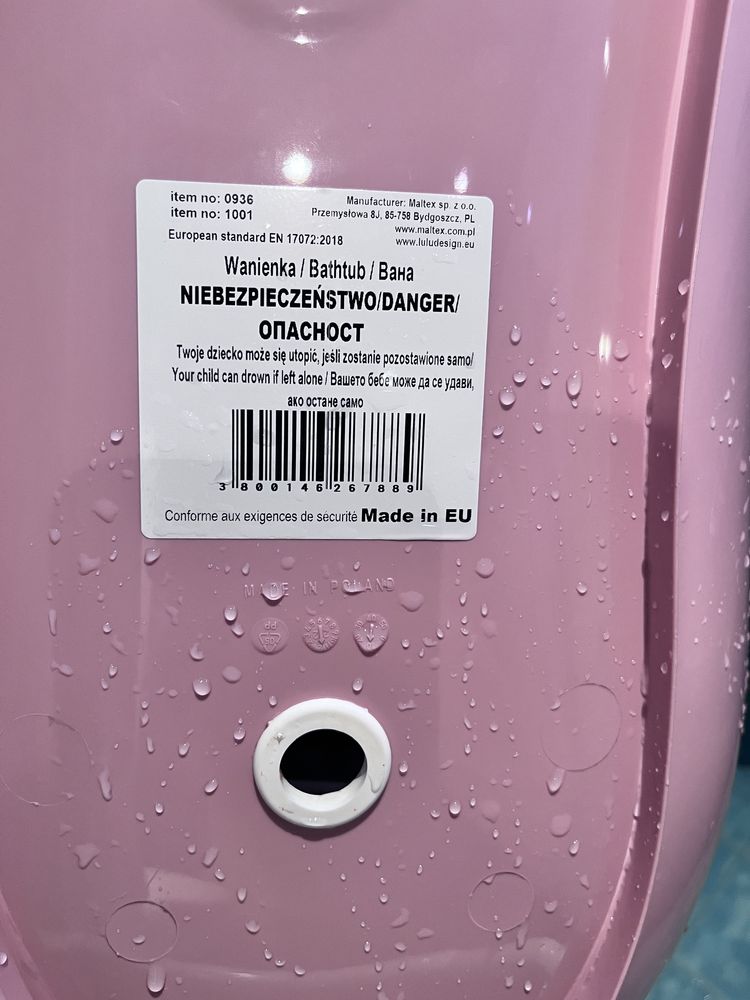 item no: 0936
item no: 1001
Manufacturer: Maltex sp. z o.o.
Przemysłowa 8J, 85-758 Bydgoszcz, PL
www.maltex.com.pl
www.luludesign.eu
European standard EN 17072:2018
Wanienka / Bathtub / Вана
NIEBEZPIECZEŃSTWO/DANGER/
ОПАСНОСТ
Twoje dziecko może się utopić, jeśli zostanie pozostawione samo/
Your child can drown if left alone / Вашето бебе може да се удави,
ако остане само
3 800146 267889
Conforme aux exigences de sécurité Made in EU
MADE IN POLAND
05
PP